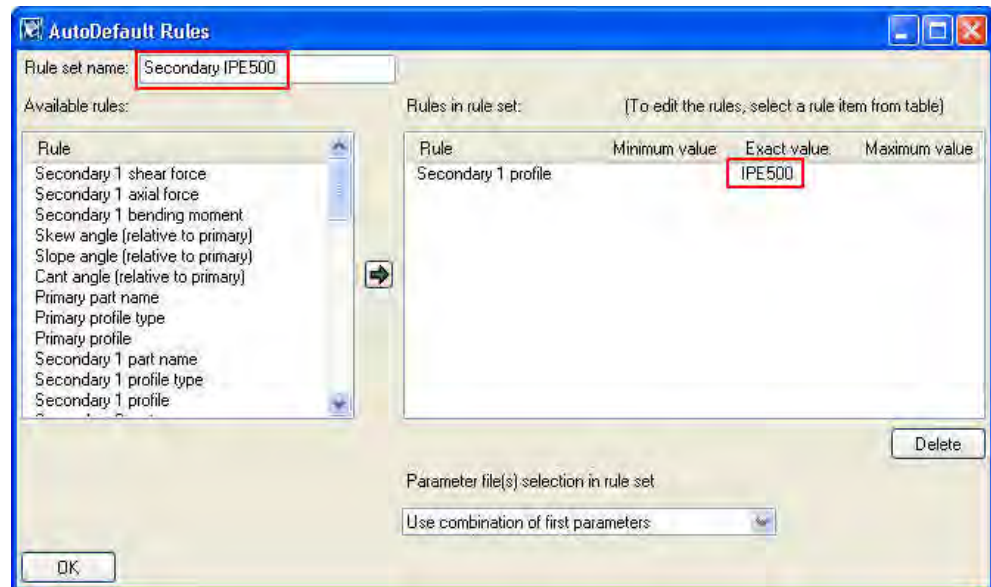 AutoDefault Rules
Rule set name: Secondary IPE500
Available rules:
Rule
Secondary 1 shear force
Secondary 1 axial force
Secondary 1 bending moment
Skew angle (relative to primary)
Slope angle (relative to primary)
Cant angle (relative to primary)
Primary part name
Primary profile type
Primary profile
Secondary 1 part name
Secondary 1 profile type
Secondary 1 profile
Rules in rule set: (To edit the rules, select a rule item from table)
Rule Minimum value Exact value Maximum value
Secondary 1 profile IPE500
Delete
Parameter file(s) selection in rule set
Use combination of first parameters
OK